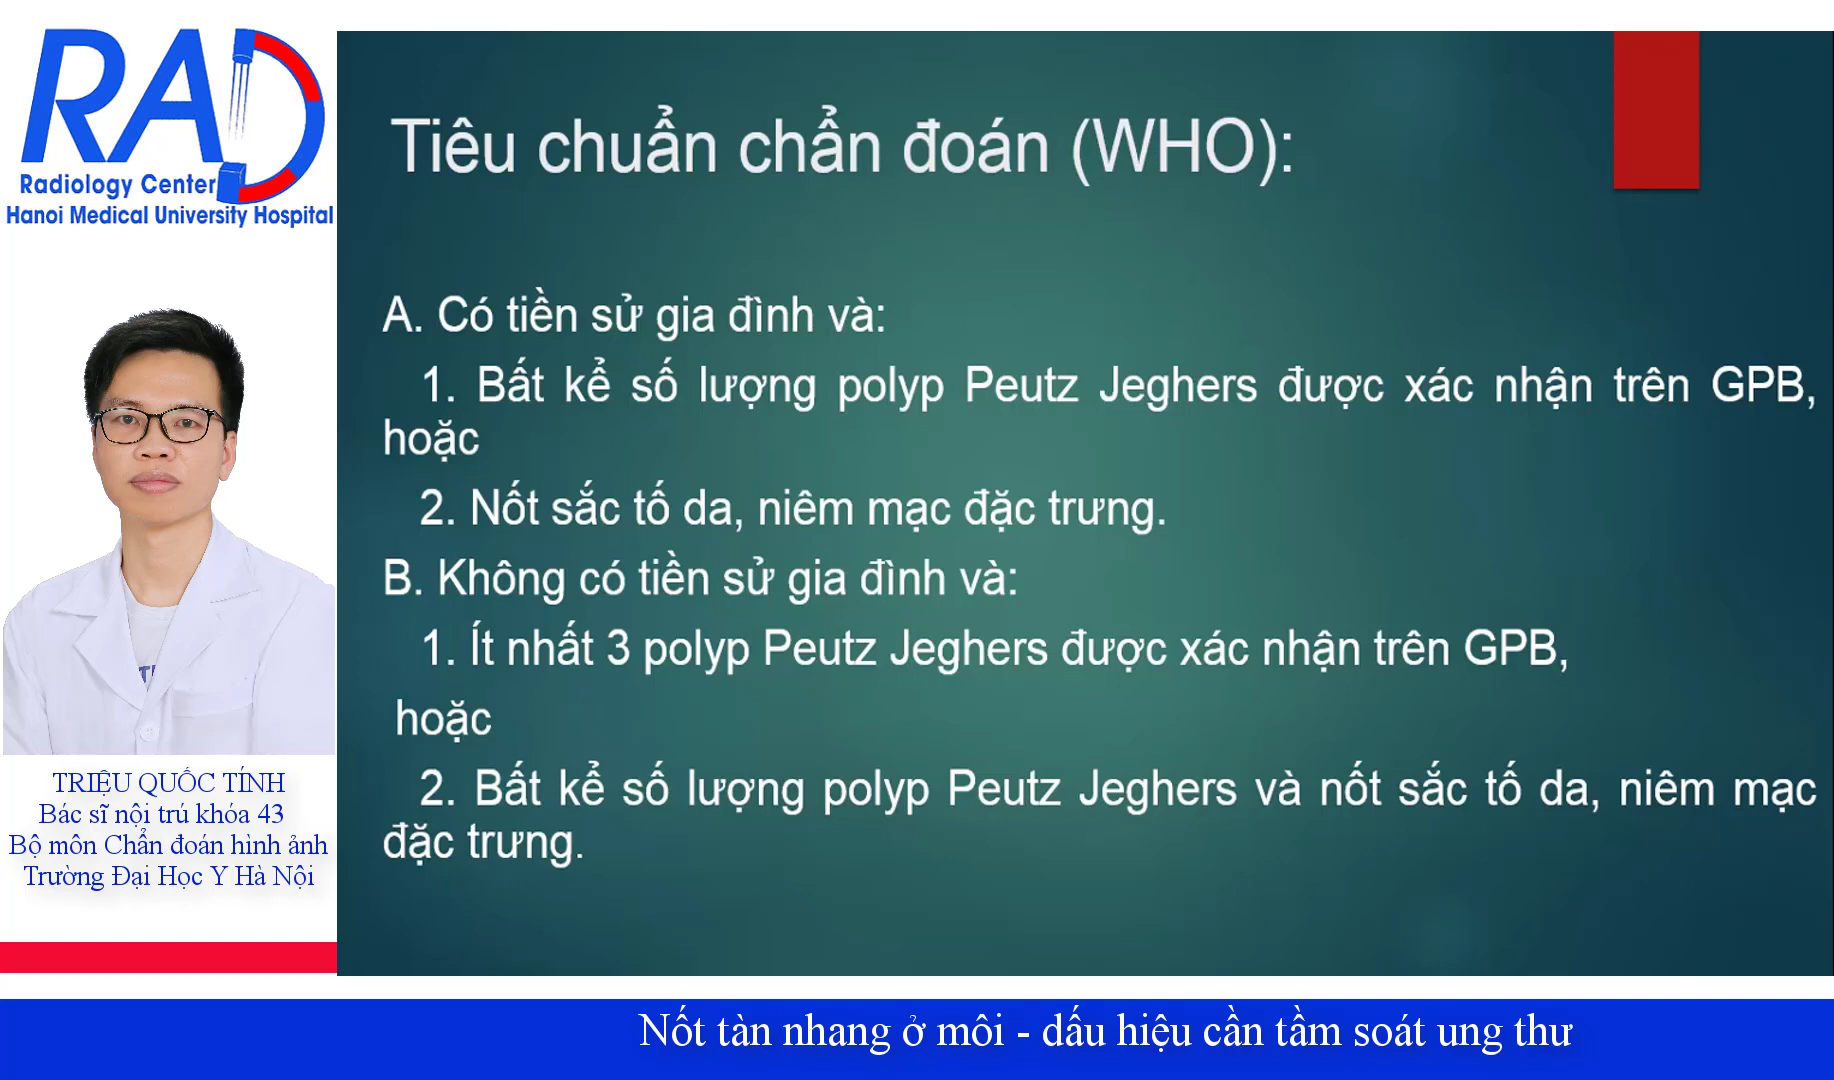 RAD
Radiology Center
Hanoi Medical University Hospital
TRIỆU QUỐC TÍNH
Bác sĩ nội trú khóa 43
Bộ môn Chẩn đoán hình ảnh
Trường Đại Học Y Hà Nội
Tiêu chuẩn chẩn đoán (WHO):
A. Có tiền sử gia đình và:
1. Bất kể số lượng polyp Peutz Jeghers được xác nhận trên GPB,
hoặc
2. Nốt sắc tố da, niêm mạc đặc trưng.
B. Không có tiền sử gia đình và:
1. Ít nhất 3 polyp Peutz Jeghers được xác nhận trên GPB,
hoặc
2. Bất kể số lượng polyp Peutz Jeghers và nốt sắc tố da, niêm mạc
đặc trưng.
Nốt tàn nhang ở môi - dấu hiệu cần tầm soát ung thư